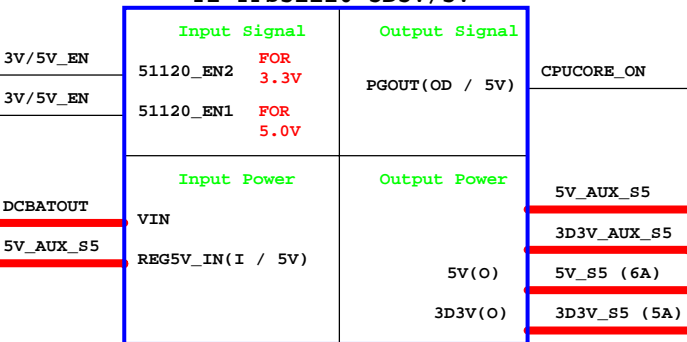 Input Signal
Output Signal
3V/5V_EN
51120_EN2
FOR
3.3V
PGOUT(OD / 5V)
CPUCORE_ON
3V/5V_EN
51120_EN1
FOR
5.0V
Input Power
Output Power
DCBATOUT
VIN
5V_AUX_S5
5V_AUX_S5
REG5V_IN(I / 5V)
3D3V_AUX_S5
5V(O)
5V_S5 (6A)
3D3V(O)
3D3V_S5 (5A)